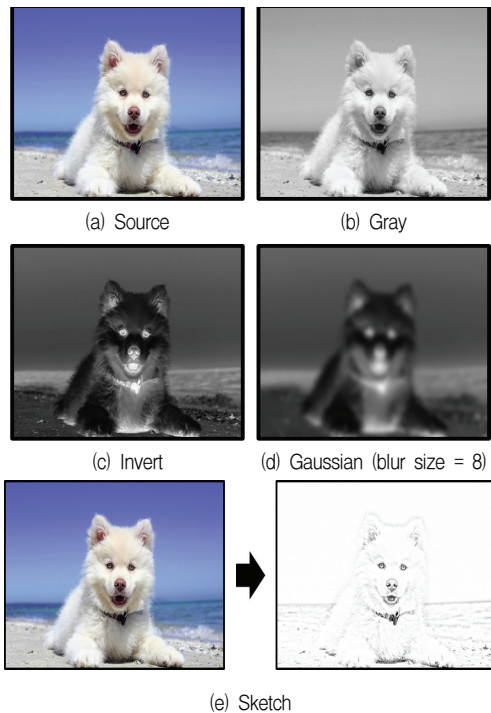 (a) Source
(b) Gray
(c) Invert
(d) Gaussian (blur size = 8)
(e) Sketch